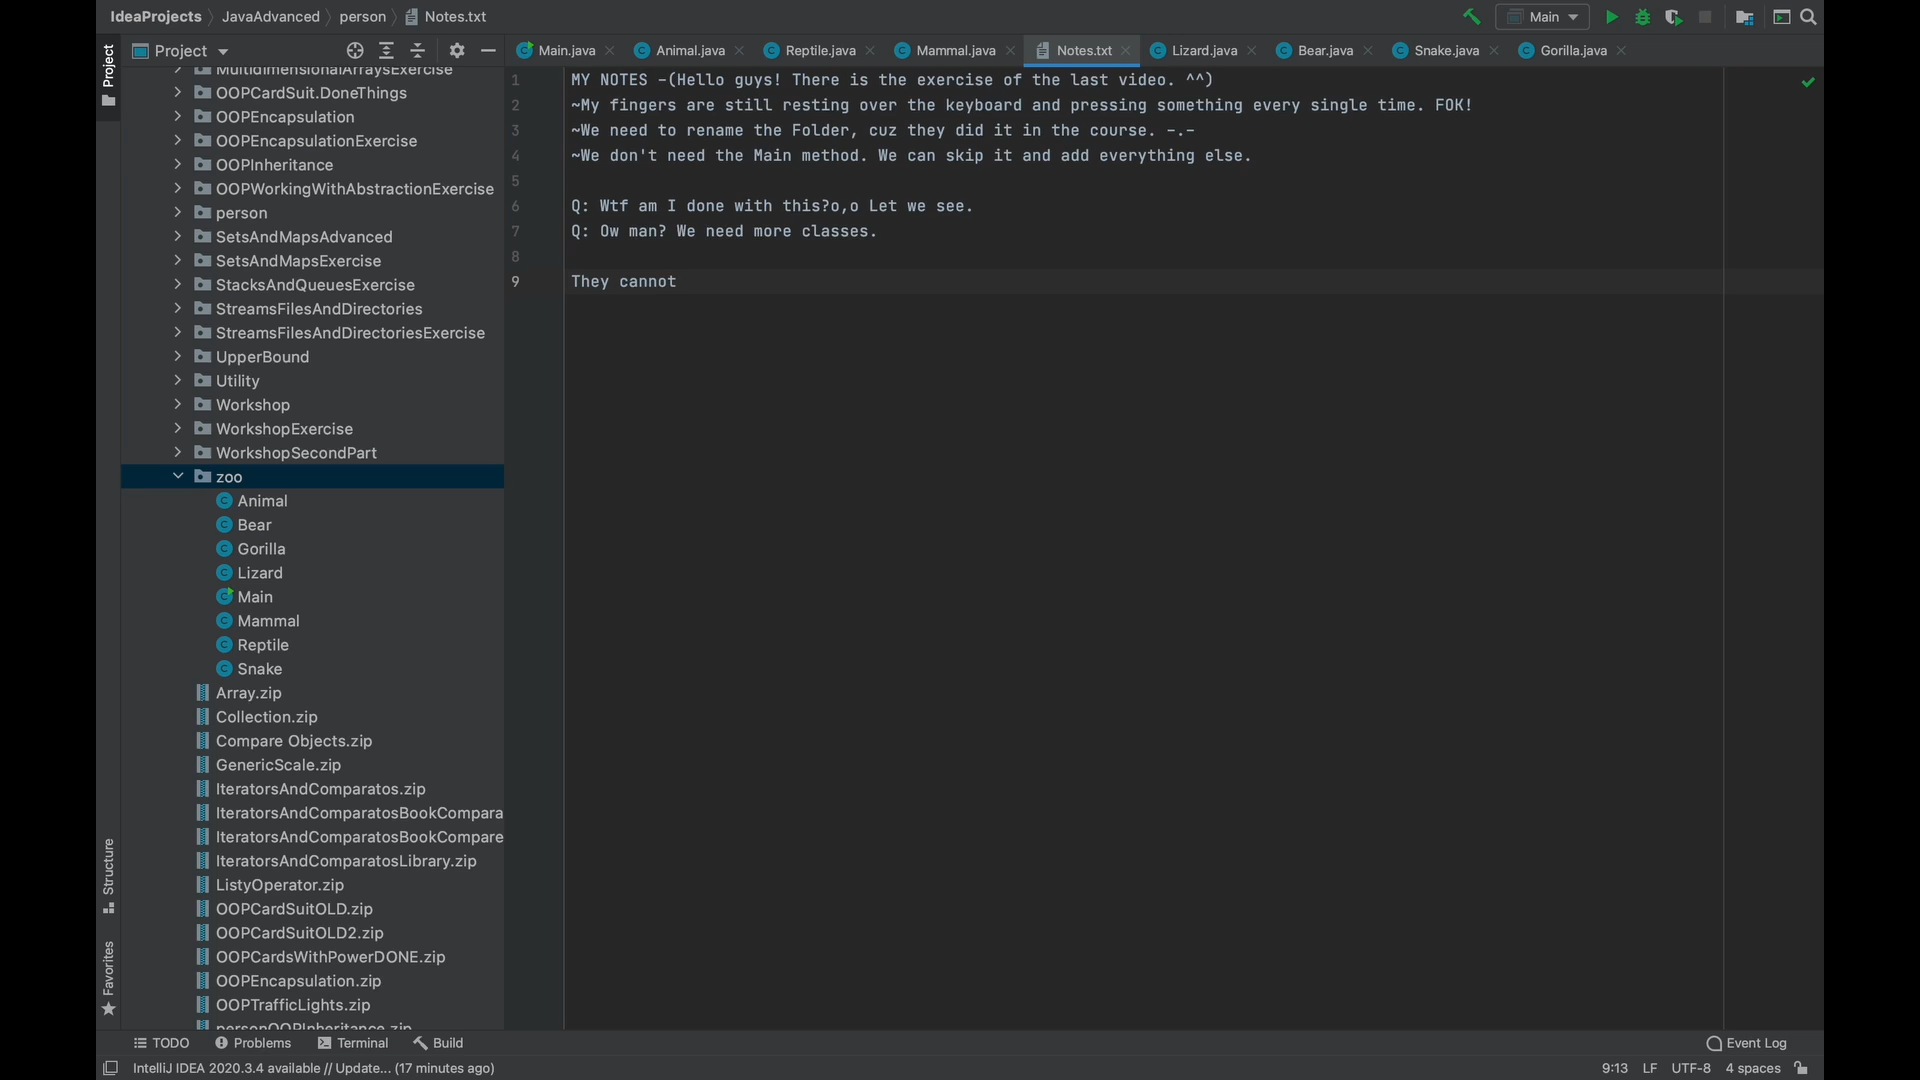 IdeaProjects JavaAdvanced person Notes.txt
Main
Project
Main.java Animal.java Reptile.java Mammal.java Notes.txt Lizard.java Bear.java Snake.java Gorilla.java
Project
MultidimensionalArraysExercise
OOPCardSuit.DoneThings
OOPEncapsulation
OOPEncapsulationExercise
OOPInheritance
OOPWorkingWithAbstractionExercise
person
SetsAndMapsAdvanced
SetsAndMapsExercise
StacksAndQueuesExercise
StreamsFilesAndDirectories
StreamsFilesAndDirectoriesExercise
UpperBound
Utility
Workshop
WorkshopExercise
WorkshopSecondPart
zoo
Animal
Bear
Gorilla
Lizard
Main
Mammal
Reptile
Snake
Array.zip
Collection.zip
Compare Objects.zip
GenericScale.zip
IteratorsAndComparatos.zip
IteratorsAndComparatosBookCompara
IteratorsAndComparatosBookCompare
IteratorsAndComparatosLibrary.zip
ListyOperator.zip
OOPCardSuitOLD.zip
OOPCardSuitOLD2.zip
OOPCardsWithPowerDONE.zip
OOPEncapsulation.zip
OOPTrafficLights.zip
personOOPInheritance.zip
1 MY NOTES -(Hello guys! There is the exercise of the last video. ^^)
2 ~My fingers are still resting over the keyboard and pressing something every single time. FOK!
3 ~We need to rename the Folder, cuz they did it in the course. -.-
4 ~We don't need the Main method. We can skip it and add everything else.
5
6 Q: Wtf am I done with this?o,o Let we see.
7 Q: Ow man? We need more classes.
8
9 They cannot
Structure
Favorites
TODO Problems Terminal Build Event Log
IntelliJ IDEA 2020.3.4 available // Update... (17 minutes ago) 9:13 LF UTF-8 4 spaces